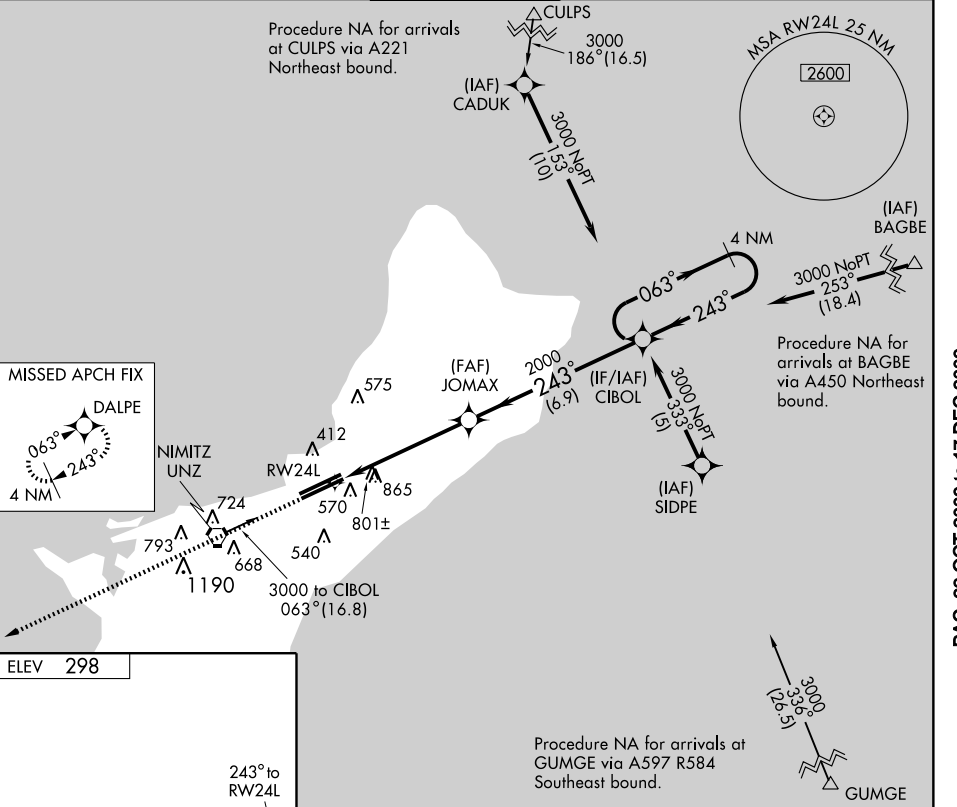 Procedure NA for arrivals
at CULPS via A221
Northeast bound.
CULPS
3000
186°(16.5)
(IAF)
CADUK
3000 NoPT
153°
(10)
MSA RW24L 25 NM
2600
(IAF)
BAGBE
3000 NoPT
253°
(18.4)
4 NM
063°
243°
Procedure NA for
arrivals at BAGBE
via A450 Northeast
bound.
(IF/IAF)
CIBOL
2000
243°
(6.9)
(FAF)
JOMAX
3000 NoPT
333°
(5)
(IAF)
SIDPE
MISSED APCH FIX
DALPE
063°
243°
4 NM
575
412
RW24L
NIMITZ
UNZ
724
570
865
801±
793
668
540
1190
3000 to CIBOL
063°(16.8)
ELEV 298
243° to
RW24L
Procedure NA for arrivals at
GUMGE via A597 R584
Southeast bound.
3000
336°
(26.5)
GUMGE